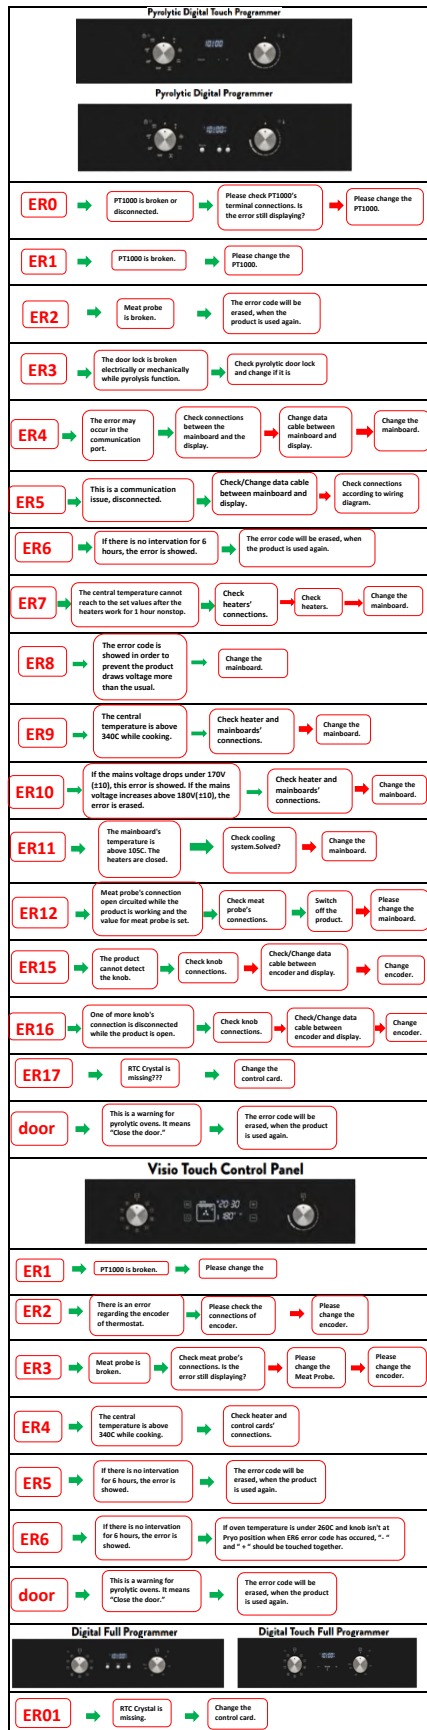 Pyrolytic Digital Touch Programmer
10:00
Pyrolytic Digital Programmer
10:00
ER0
PT1000 is broken or
disconnected.
Please check PT1000's
terminal connections. Is
the error still displaying?
Please change the
PT1000.
ER1
PT1000 is broken.
Please change the
PT1000.
ER2
Meat probe
is broken.
The error code will be
erased, when the
product is used again.
ER3
The door lock is broken
electrically or mechanically
while pyrolysis function.
Check pyrolytic door lock
and change if it is
ER4
The error may
occur in the
communication
port.
Check connections
between the
mainboard and the
display.
Change data
cable between
mainboard and
display.
Change the
mainboard.
ER5
This is a communication
issue, disconnected.
Check/Change data cable
between mainboard and
display.
Check connections
according to wiring
diagram.
ER6
If there is no intervation for 6
hours, the error is showed.
The error code will be erased, when
the product is used again.
ER7
The central temperature cannot
reach to the set values after the
heaters work for 1 hour nonstop.
Check
heaters'
connections.
Check
heaters.
Change the
mainboard.
ER8
The error code is
showed in order to
prevent the product
draws voltage more
than the usual.
Change the
mainboard.
ER9
The central
temperature is above
340C while cooking.
Check heater and
mainboards'
connections.
Change the
mainboard.
ER10
If the mains voltage drops under 170V
(±10), this error is showed. If the mains
voltage increases above 180V(±10), the
error is erased.
Check heater and
mainboards'
connections.
Change the
mainboard.
ER11
The mainboard's
temperature is
above 105C. The
heaters are closed.
Check cooling
system.Solved?
Change the
mainboard.
ER12
Meat probe's connection
open circuited while the
product is working and the
value for meat probe is set.
Check meat
probe's
connections.
Switch
off the
product.
Please
change the
mainboard.
ER15
The product
cannot detect
the knob.
Check knob
connections.
Check/Change data
cable between
encoder and display.
Change
encoder.
ER16
One of more knob's
connection is disconnected
while the product is open.
Check knob
connections.
Check/Change data
cable between
encoder and display.
Change
encoder.
ER17
RTC Crystal is
missing???
Change the
control card.
door
This is a warning for
pyrolytic ovens. It means
"Close the door."
The error code will be
erased, when the product
is used again.
Visio Touch Control Panel
20:30
180°
ER1
PT1000 is broken.
Please change the
ER2
There is an error
regarding the encoder
of thermostat.
Please check the
connections of
encoder.
Please
change the
encoder.
ER3
Meat probe is
broken.
Check meat probe's
connections. Is the
error still displaying?
Please
change the
Meat Probe.
Please
change the
encoder.
ER4
The central
temperature is above
340C while cooking.
Check heater and
control cards'
connections.
ER5
If there is no intervation
for 6 hours, the error is
showed.
The error code will be
erased, when the product
is used again.
ER6
If there is no intervation
for 6 hours, the error is
showed.
If oven temperature is under 260C and knob isn't at
Pryo position when ER6 error code has occured, "- "
and " + " should be touched together.
door
This is a warning for
pyrolytic ovens. It means
"Close the door."
The error code will be
erased, when the product
is used again.
Digital Full Programmer
Digital Touch Full Programmer
ER01
RTC Crystal is
missing.
Change the
control card.